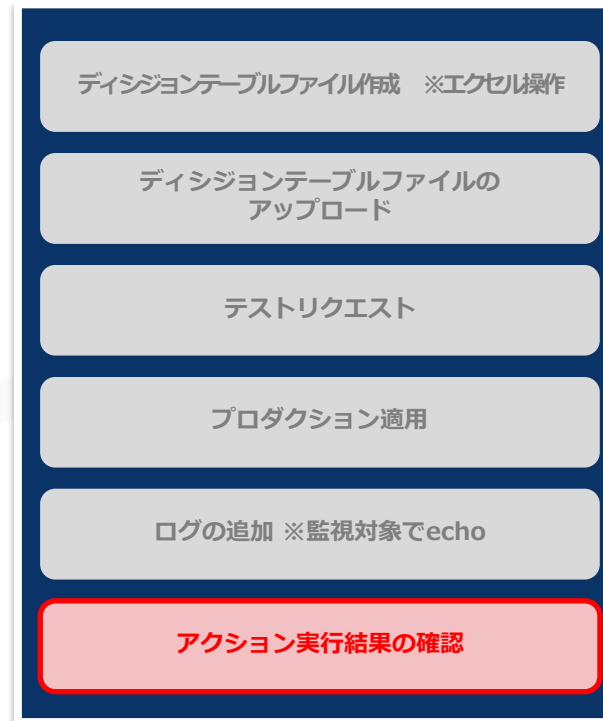 ディシジョンテーブルファイル作成　※エクセル操作
ディシジョンテーブルファイルの
アップロード
テストリクエスト
プロダクション適用
ログの追加 ※監視対象でecho
アクション実行結果の確認